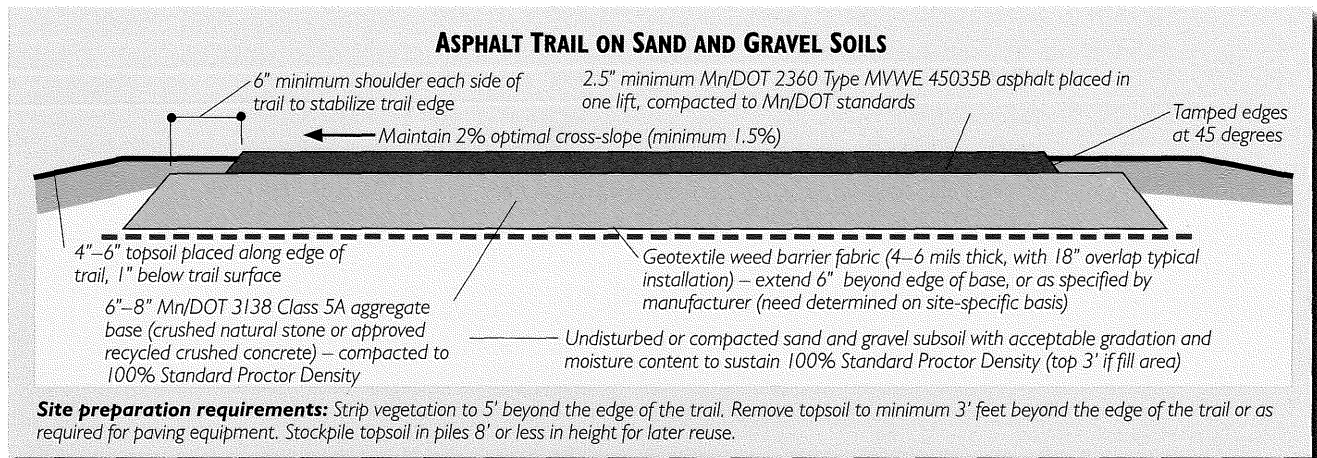 ASPHALT TRAIL ON SAND AND GRAVEL SOILS
6" minimum shoulder each side of
trail to stabilize trail edge
2.5" minimum Mn/DOT 2360 Type MVWE 45035B asphalt placed in
one lift, compacted to Mn/DOT standards
Tamped edges
at 45 degrees
Maintain 2% optimal cross-slope (minimum 1.5%)
4"–6" topsoil placed along edge of
trail, 1" below trail surface
Geotextile weed barrier fabric (4–6 mils thick, with 18" overlap typical
installation) – extend 6" beyond edge of base, or as specified by
manufacturer (need determined on site-specific basis)
6"–8" Mn/DOT 3138 Class 5A aggregate
base (crushed natural stone or approved
recycled crushed concrete) – compacted to
100% Standard Proctor Density
Undisturbed or compacted sand and gravel subsoil with acceptable gradation and
moisture content to sustain 100% Standard Proctor Density (top 3' if fill area)
Site preparation requirements: Strip vegetation to 5' beyond the edge of the trail. Remove topsoil to minimum 3' feet beyond the edge of the trail or as
required for paving equipment. Stockpile topsoil in piles 8' or less in height for later reuse.